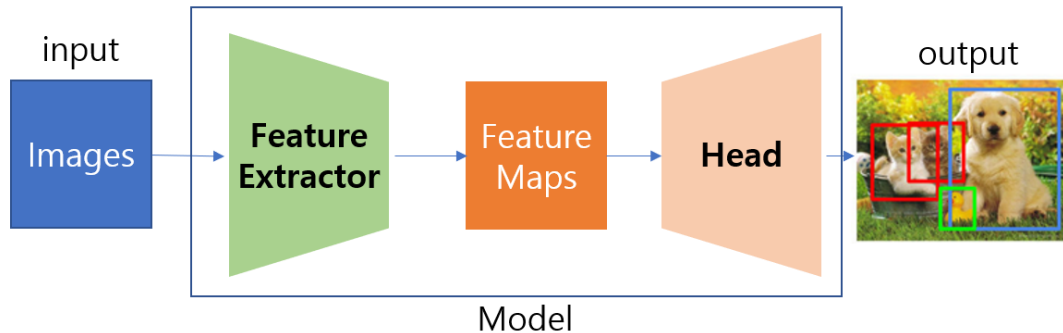 input
Images
Feature
Extractor
Feature
Maps
Head
output
Model